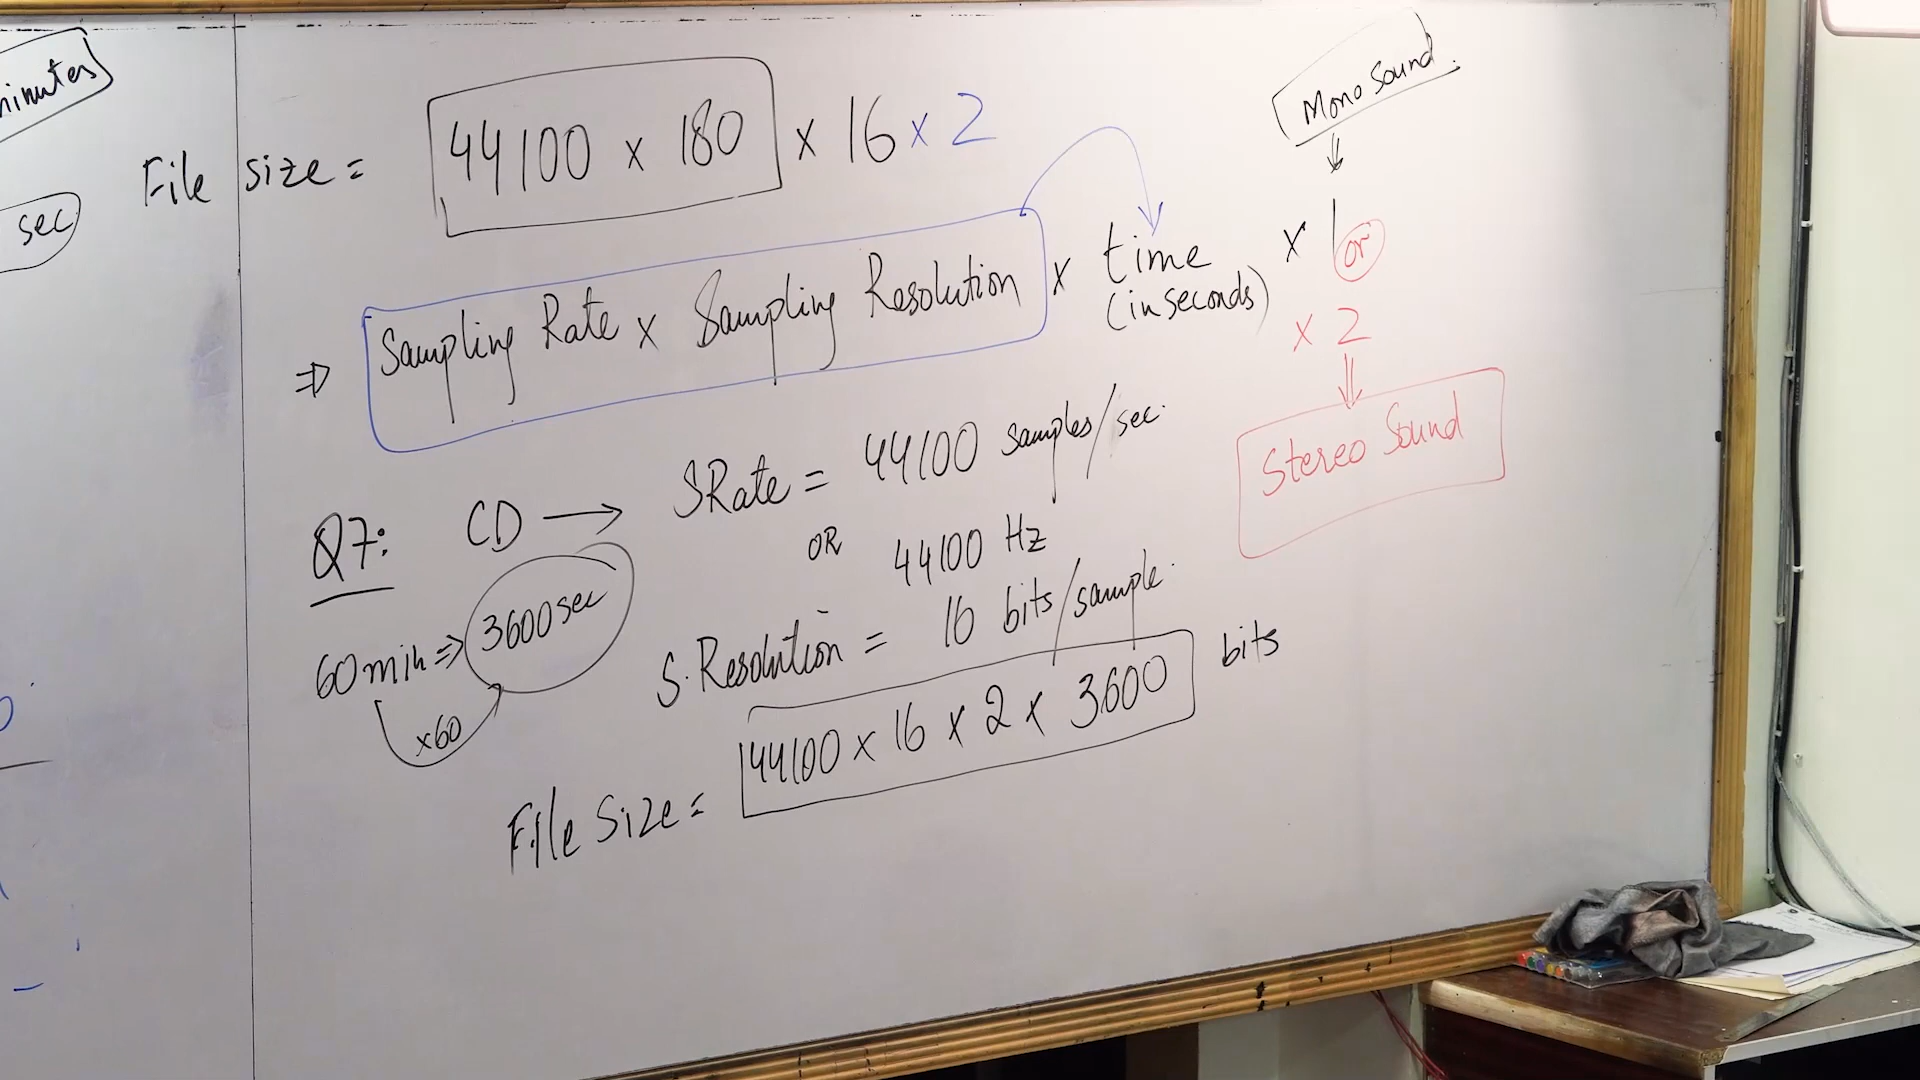 minutes
sec
File size = 44100 x 180 x 16 x 2
Mono Sound.
⇒ Sampling Rate x Sampling Resolution x time (in seconds) x 1 or
x 2
Stereo Sound
Q7: CD → SRate = 44100 samples/sec.
OR 44100 Hz
60 min ⇒ 3600 sec
x60
S. Resolution = 16 bits/sample.
File Size = 44100 x 16 x 2 x 3600 bits